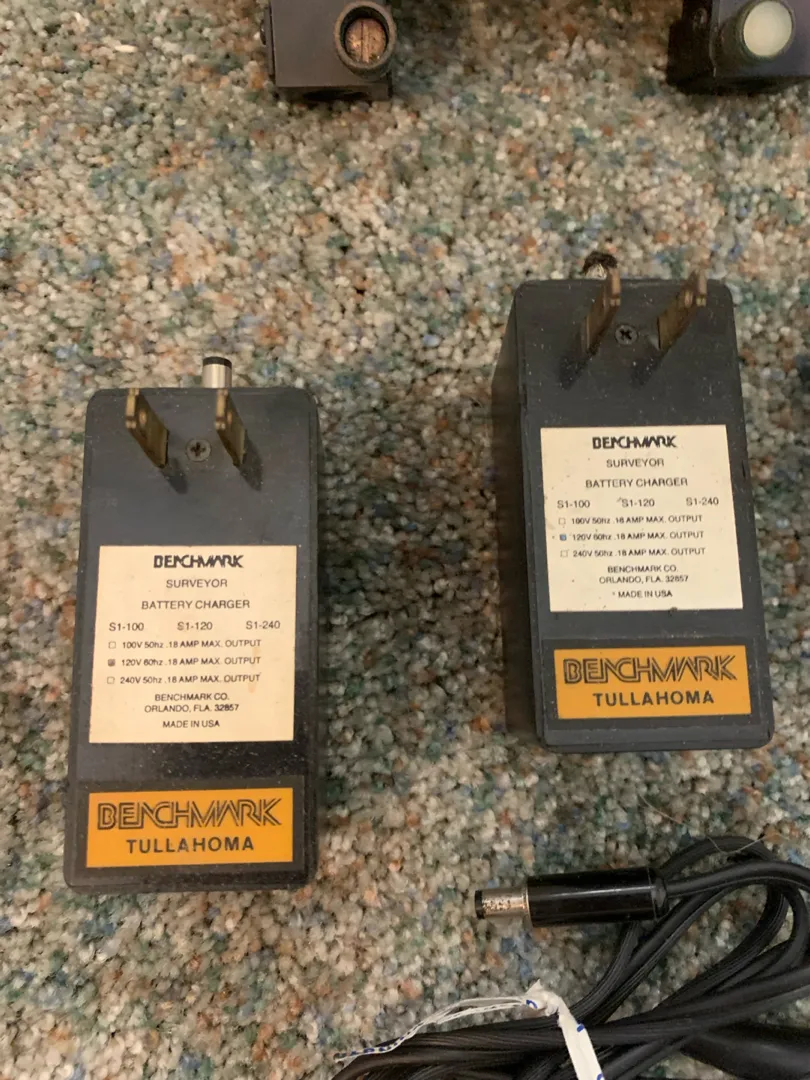 BENCHMARK
SURVEYOR
BATTERY CHARGER
S1-100 S1-120 S1-240
100V 50hz .18 AMP MAX. OUTPUT
120V 60hz .18 AMP MAX. OUTPUT
240V 50hz .18 AMP MAX. OUTPUT
BENCHMARK CO.
ORLANDO, FLA. 32857
MADE IN USA
BENCHMARK
TULLAHOMA
BENCHMARK
SURVEYOR
BATTERY CHARGER
S1-100 S1-120 S1-240
100V 50hz .18 AMP MAX. OUTPUT
120V 60hz .18 AMP MAX. OUTPUT
240V 50hz .18 AMP MAX. OUTPUT
BENCHMARK CO.
ORLANDO, FLA. 32857
MADE IN USA
BENCHMARK
TULLAHOMA